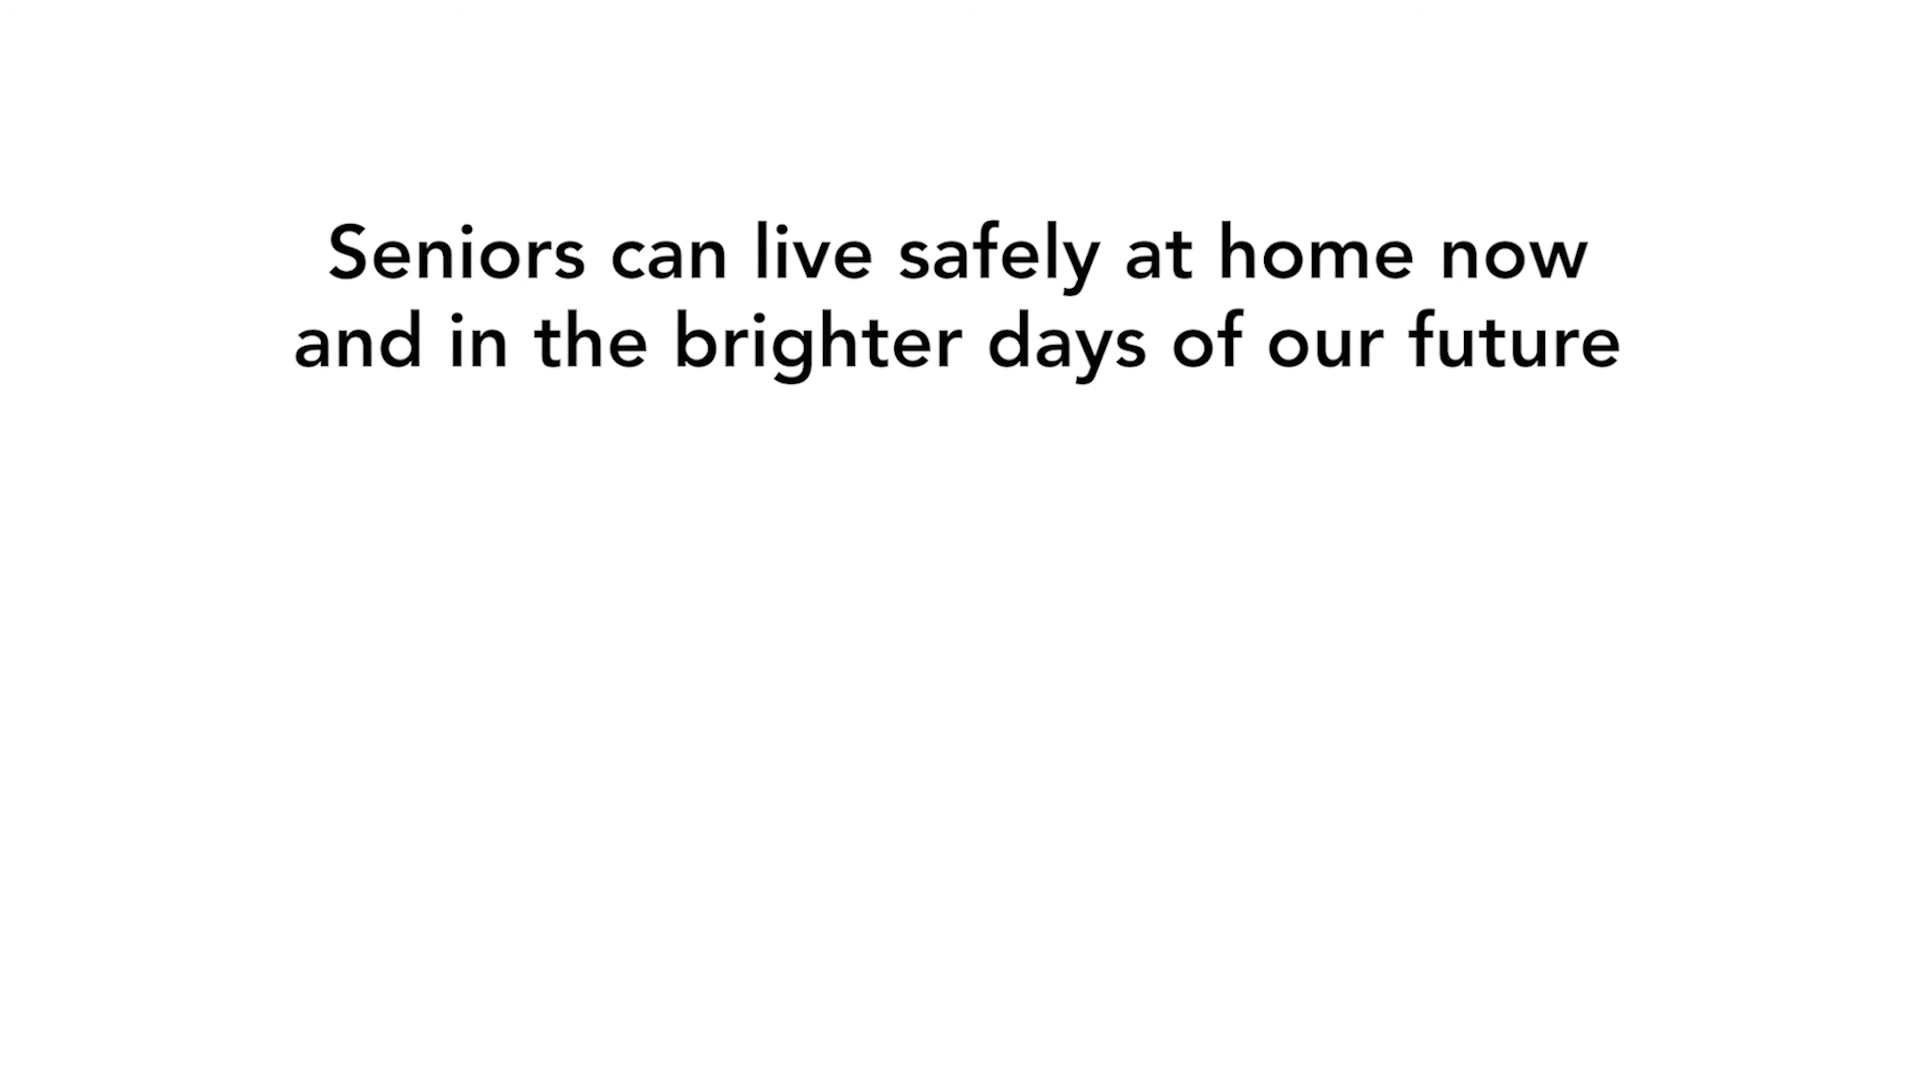 Seniors can live safely at home now
and in the brighter days of our future